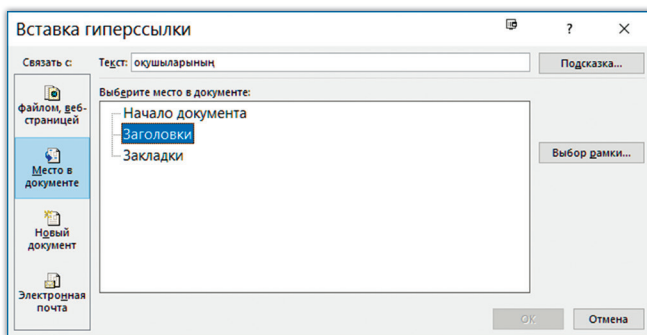 Вставка гиперссылки
?
Связать с:
Текст: окушыларының
Подсказка...
файлом, веб-
страницей
Место в
документе
Новый
документ
Электронная
почта
Выберите место в документе:
Начало документа
Заголовки
Закладки
Выбор рамки...
ОК
Отмена